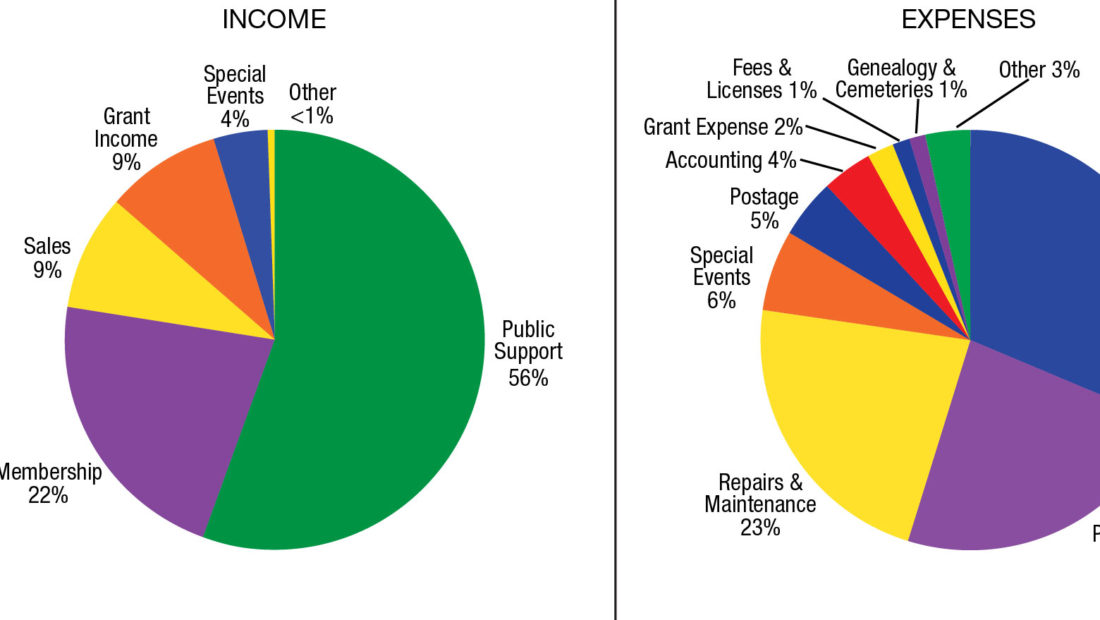 INCOME
Special
Events
4%
Other
<1%
Grant
Income
9%
Sales
9%
Public
Support
56%
Membership
22%
EXPENSES
Fees &
Licenses 1%
Genealogy &
Cemeteries 1%
Other 3%
Grant Expense 2%
Accounting 4%
Postage
5%
Special
Events
6%
Repairs &
Maintenance
23%
P